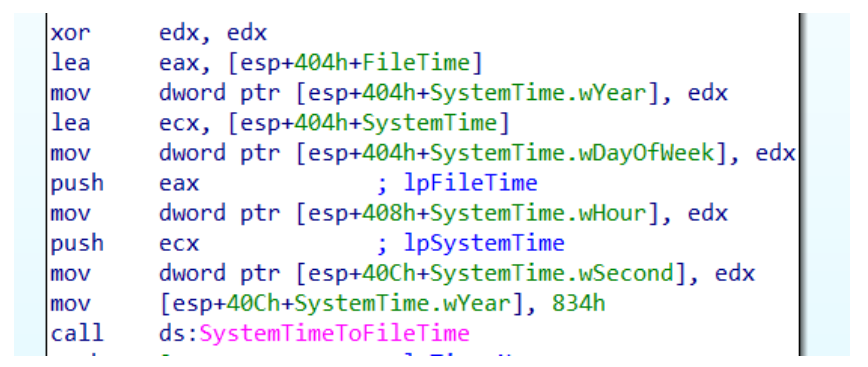 xor edx, edx
lea eax, [esp+404h+FileTime]
mov dword ptr [esp+404h+SystemTime.wYear], edx
lea ecx, [esp+404h+SystemTime]
mov dword ptr [esp+404h+SystemTime.wDayOfWeek], edx
push eax ; lpFileTime
mov dword ptr [esp+408h+SystemTime.wHour], edx
push ecx ; lpSystemTime
mov dword ptr [esp+40Ch+SystemTime.wSecond], edx
mov [esp+40Ch+SystemTime.wYear], 834h
call ds:SystemTimeToFileTime